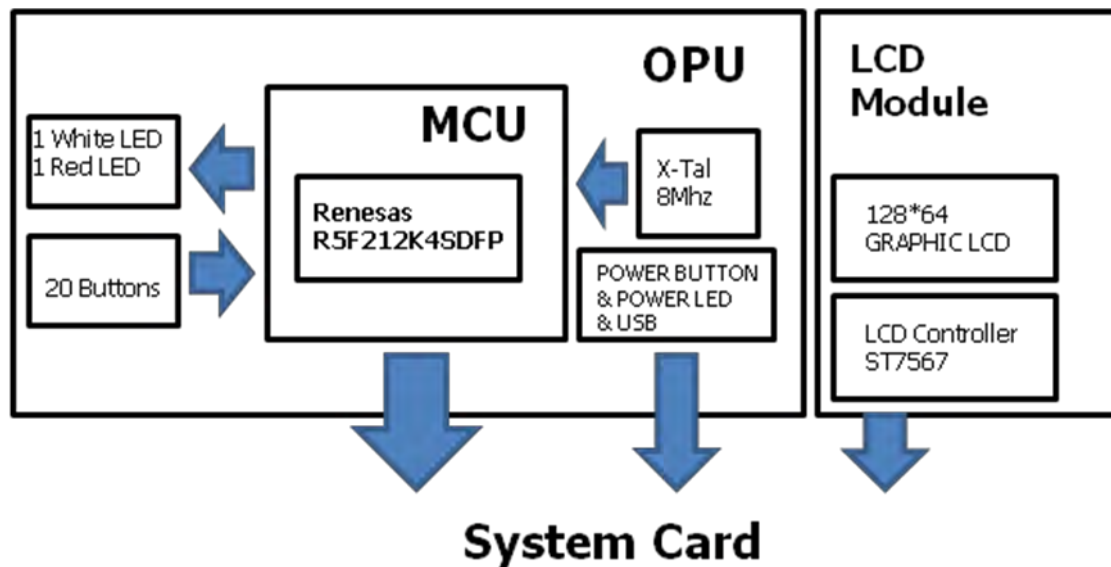 OPU
MCU
1 White LED
1 Red LED
20 Buttons
Renesas
R5F212K4SDFP
X-Tal
8Mhz
POWER BUTTON
& POWER LED
& USB
LCD
Module
128*64
GRAPHIC LCD
LCD Controller
ST7567
System Card